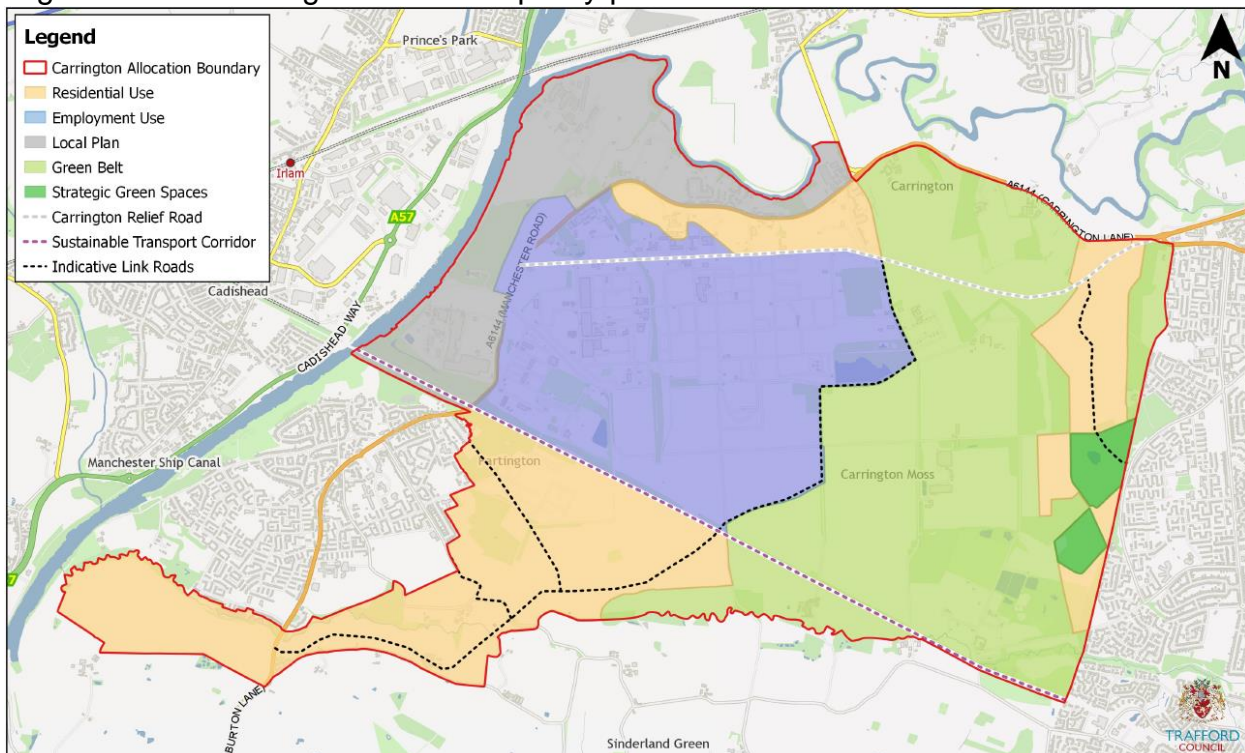 Legend
Carrington Allocation Boundary
Residential Use
Employment Use
Local Plan
Green Belt
Strategic Green Spaces
Carrington Relief Road
Sustainable Transport Corridor
Indicative Link Roads
Prince's Park
N
Irlam
A57
Carrington
A6144 (CARRINGTON LANE)
A6144 (MANCHESTER ROAD)
Cadishead
CADISHEAD WAY
Manchester Ship Canal
Partington
Carrington Moss
7
BURTON LANE
Sinderland Green
TRAFFORD
COUNCIL